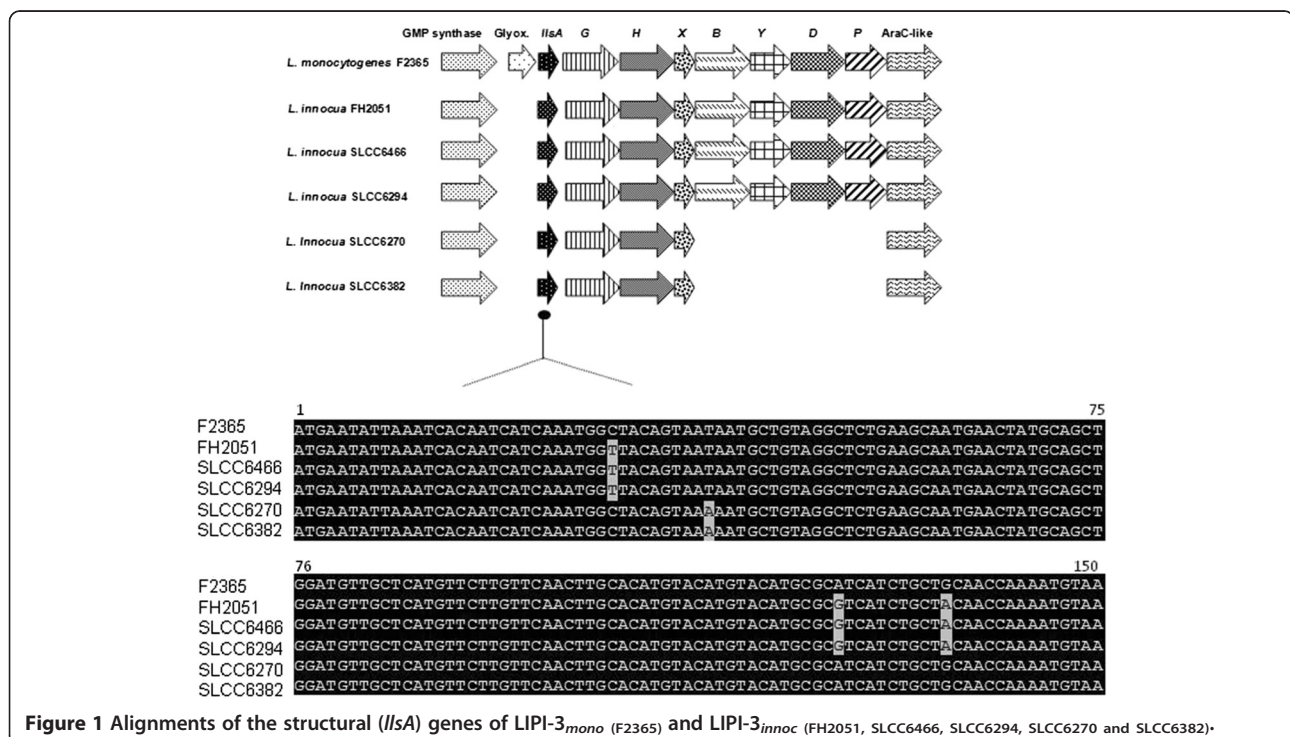 GMP synthase Glyox. llsA G H X B Y D P AraC-like
L. monocytogenes F2365
L. innocua FH2051
L. innocua SLCC6466
L. innocua SLCC6294
L. Innocua SLCC6270
L. Innocua SLCC6382
1 75
F2365 ATGAATATTAAATCACAATCATCAAATGGCTACAGTAATAATGCTGTAGGCTCTGAAGCAATGAACTATGCAGCT
FH2051 ATGAATATTAAATCACAATCATCAAATGGTTACAGTAATAATGCTGTAGGCTCTGAAGCAATGAACTATGCAGCT
SLCC6466 ATGAATATTAAATCACAATCATCAAATGGTTACAGTAATAATGCTGTAGGCTCTGAAGCAATGAACTATGCAGCT
SLCC6294 ATGAATATTAAATCACAATCATCAAATGGTTACAGTAATAATGCTGTAGGCTCTGAAGCAATGAACTATGCAGCT
SLCC6270 ATGAATATTAAATCACAATCATCAAATGGCTACAGTAAAAATGCTGTAGGCTCTGAAGCAATGAACTATGCAGCT
SLCC6382 ATGAATATTAAATCACAATCATCAAATGGCTACAGTAAAAATGCTGTAGGCTCTGAAGCAATGAACTATGCAGCT
76 150
F2365 GGATGTTGCTCATGTTCTTGTTCAACTTGCACATGTACATGTACATGCGCATCATCTGCTGCAACCAAAATGTAA
FH2051 GGATGTTGCTCATGTTCTTGTTCAACTTGCACATGTACATGTACATGCGCGTCATCTGCTACAACCAAAATGTAA
SLCC6466 GGATGTTGCTCATGTTCTTGTTCAACTTGCACATGTACATGTACATGCGCGTCATCTGCTACAACCAAAATGTAA
SLCC6294 GGATGTTGCTCATGTTCTTGTTCAACTTGCACATGTACATGTACATGCGCGTCATCTGCTACAACCAAAATGTAA
SLCC6270 GGATGTTGCTCATGTTCTTGTTCAACTTGCACATGTACATGTACATGCGCATCATCTGCTGCAACCAAAATGTAA
SLCC6382 GGATGTTGCTCATGTTCTTGTTCAACTTGCACATGTACATGTACATGCGCATCATCTGCTGCAACCAAAATGTAA
Figure 1 Alignments of the structural (llsA) genes of LIPI-3mono (F2365) and LIPI-3innoc (FH2051, SLCC6466, SLCC6294, SLCC6270 and SLCC6382).